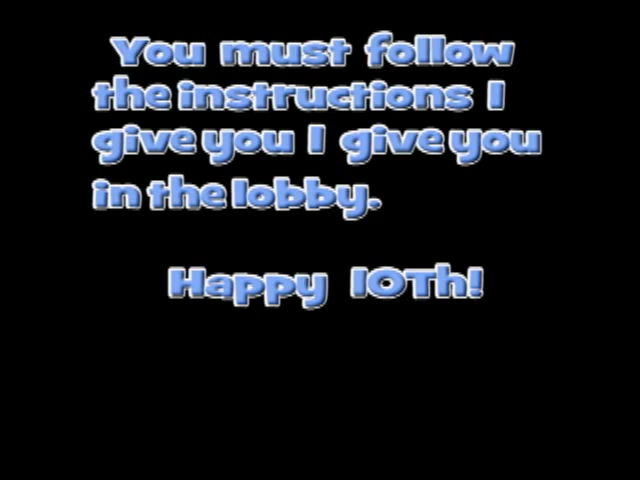 You must follow
the instructions I
give you I give you
in the lobby.
Happy 10Th!